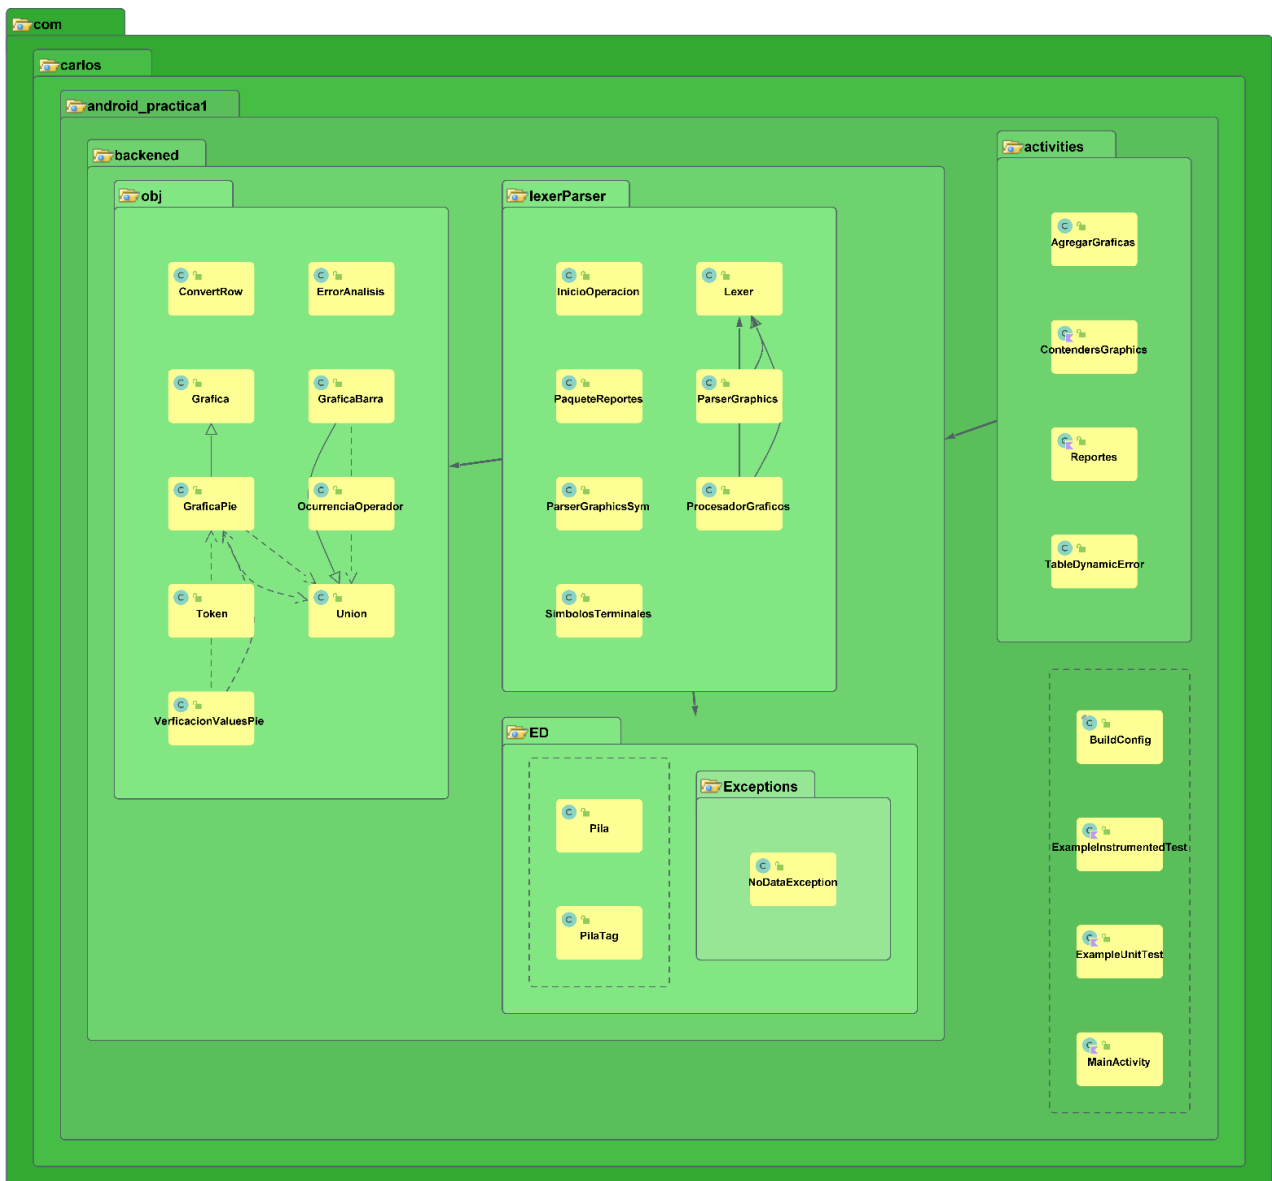 com
carlos
android_practica1
backened
activities
obj
lexerParser
AgregarGraficas
ConvertRow
ErrorAnalisis
InicioOperacion
Lexer
ContendersGraphics
Grafica
GraficaBarra
PaqueteReportes
ParserGraphics
Reportes
GraficaPie
OcurrenciaOperador
ParserGraphicsSym
ProcesadorGraficos
TableDynamicError
Token
Union
SimbolosTerminales
VerficacionValuesPie
ED
BuildConfig
Exceptions
Pila
ExampleInstrumentedTest
NoDataException
PilaTag
ExampleUnitTest
MainActivity